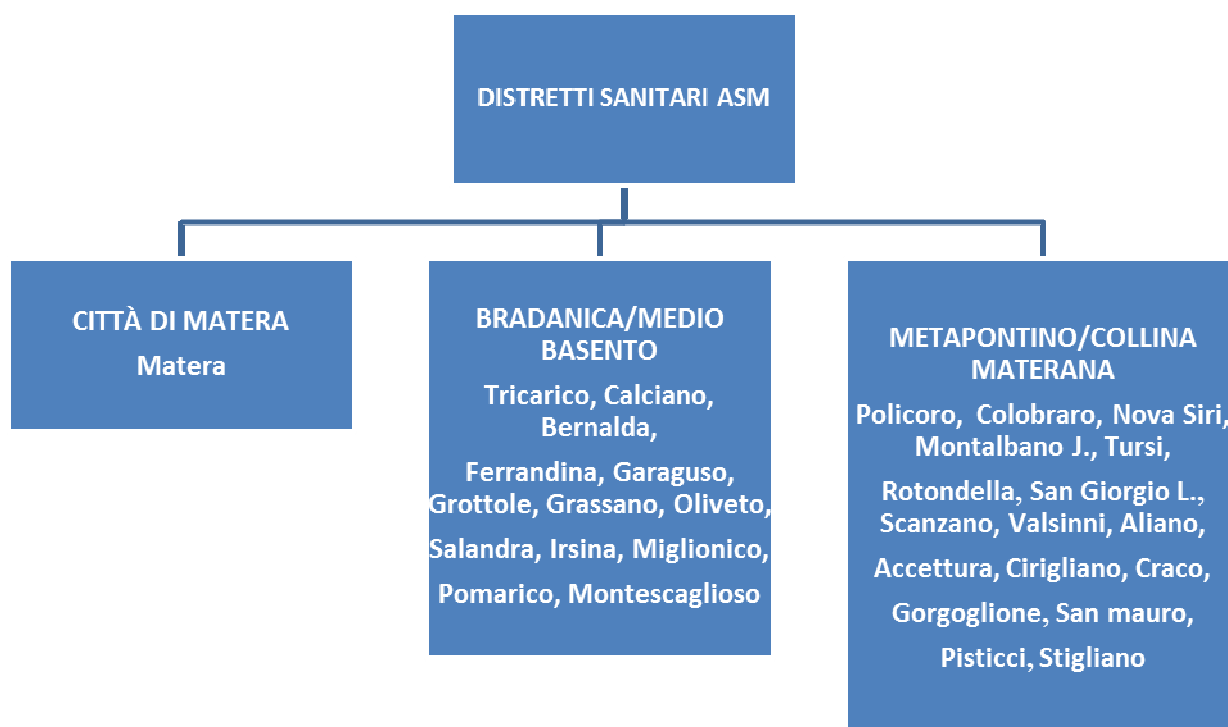 DISTRETTI SANITARI ASM
CITTÀ DI MATERA
Matera
BRADANICA/MEDIO
BASENTO
Tricarico, Calciano,
Bernalda,
Ferrandina, Garaguso,
Grottole, Grassano, Oliveto,
Salandra, Irsina, Miglionico,
Pomarico, Montescaglioso
METAPONTINO/COLLINA
MATERANA
Policoro, Colobraro, Nova Siri,
Montalbano J., Tursi,
Rotondella, San Giorgio L.,
Scanzano, Valsinni, Aliano,
Accettura, Cirigliano, Craco,
Gorgoglione, San mauro,
Pisticci, Stigliano